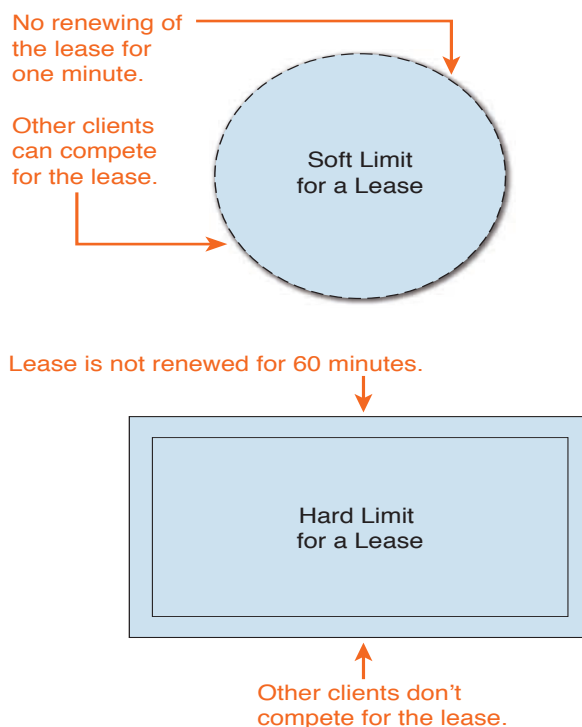 No renewing of
the lease for
one minute.
Other clients
can compete
for the lease.
Soft Limit
for a Lease
Lease is not renewed for 60 minutes.
Hard Limit
for a Lease
Other clients don’t
compete for the lease.